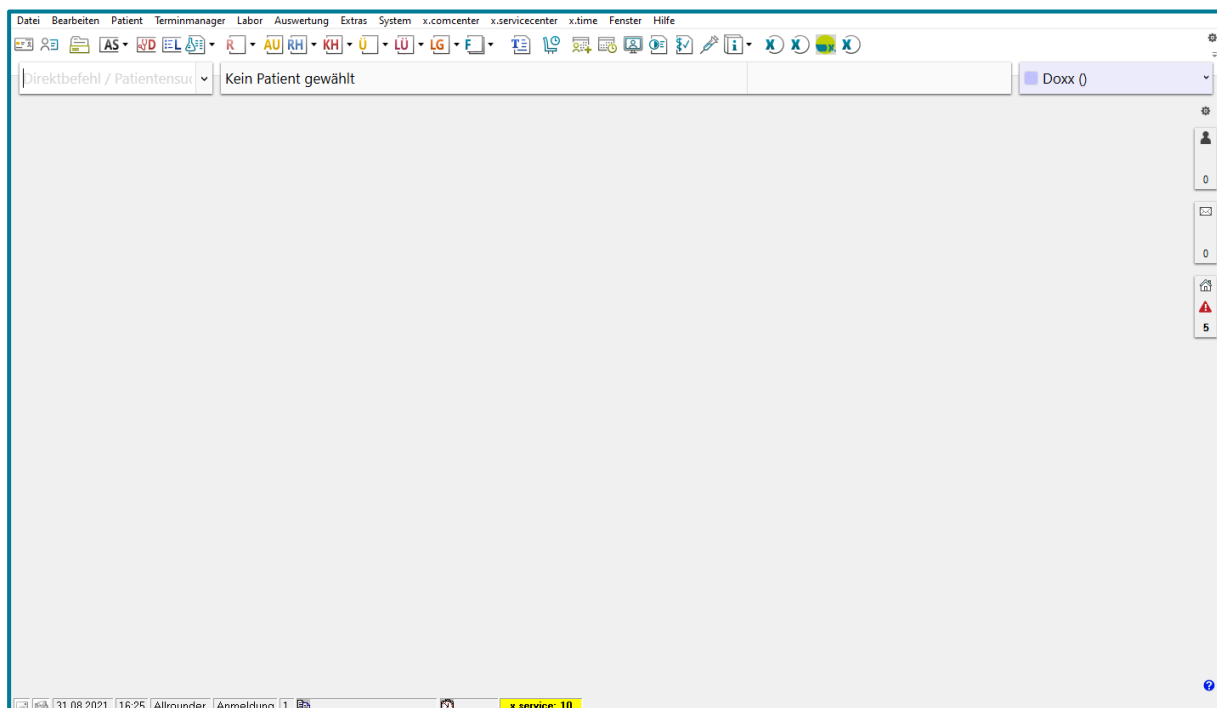 Datei Bearbeiten Patient Terminmanager Labor Auswertung Extras System x.comcenter x.servicecenter x.time Fenster Hilfe
AS D EL R AU RH KH Ü LÜ LG F T i X X x. X
Direktbefehl / Patientensuc Kein Patient gewählt Doxx ()
0
0
5
?
31.08.2021 16:25 Allrounder Anmeldung 1 x.service: 10